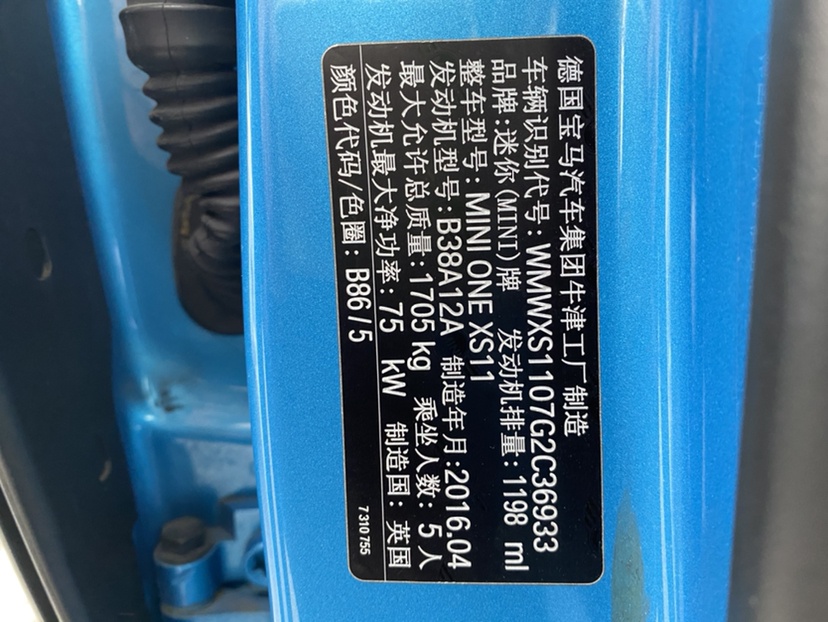 德国宝马汽车集团牛津工厂制造
车辆识别代号: WMWXS1107G2C36933
品牌:迷你(MINI)牌 发动机排量:1198 ml
整车型号: MINI ONE XS11
发动机型号:B38A12A 制造年月:2016.04
最大允许总质量:1705 kg 乘坐人数: 5 人
发动机最大净功率: 75 kW 制造国: 英国
颜色代码/色圈: B86/5
7 310 755